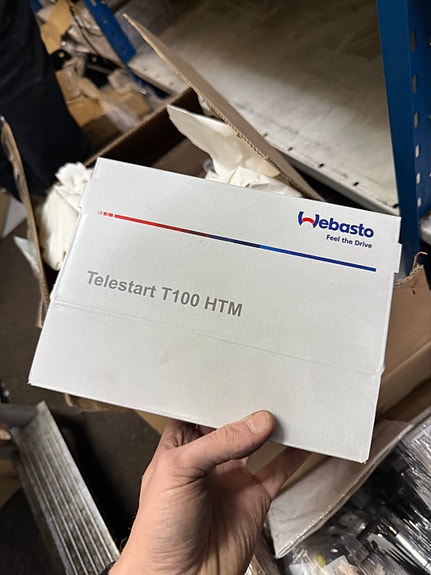 Webasto
Feel the Drive
Telestart T100 HTM